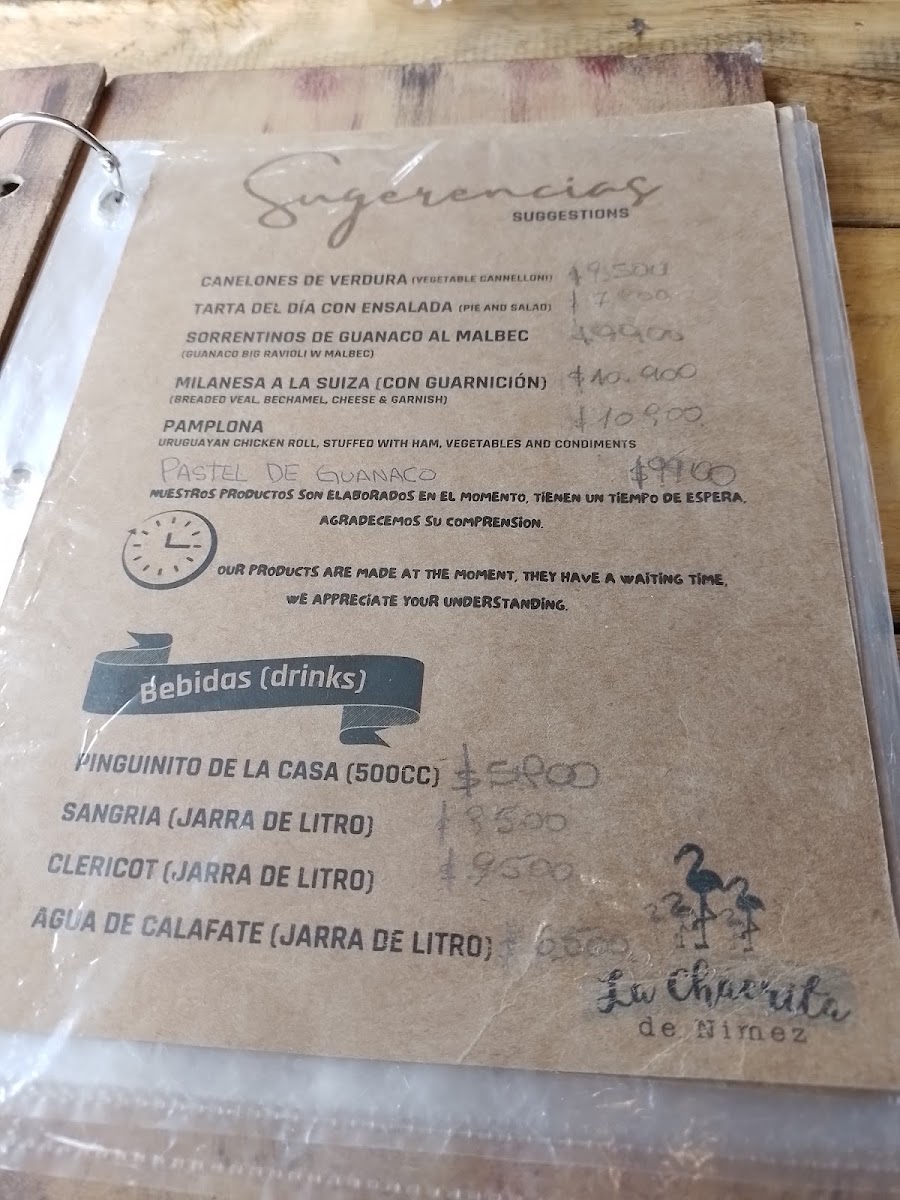 Sugerencias
SUGGESTIONS
CANELONES DE VERDURA (VEGETABLE CANNELLONI) $9.500
TARTA DEL DÍA CON ENSALADA (PIE AND SALAD)
SORRENTINOS DE GUANACO AL MALBEC $9900
(GUANACO BIG RAVIOLI W MALBEC)
MILANESA A LA SUIZA (CON GUARNICIÓN) $10.900
(BREADED VEAL, BECHAMEL, CHEESE & GARNISH)
PAMPLONA $10900
URUGUAYAN CHICKEN ROLL, STUFFED WITH HAM, VEGETABLES AND CONDIMENTS
PASTEL DE GUANACO $9900
NUESTROS PRODUCTOS SON ELABORADOS EN EL MOMENTO, TIENEN UN TIEMPO DE ESPERA,
AGRADECEMOS SU COMPRENSION.
OUR PRODUCTS ARE MADE AT THE MOMENT, THEY HAVE A WAITING TIME,
WE APPRECIATE YOUR UNDERSTANDING.
Bebidas (drinks)
PINGUINITO DE LA CASA (500CC)
SANGRIA (JARRA DE LITRO)
CLERICOT (JARRA DE LITRO) $9500
AGUA DE CALAFATE (JARRA DE LITRO)
La Chacrita
de Nimez